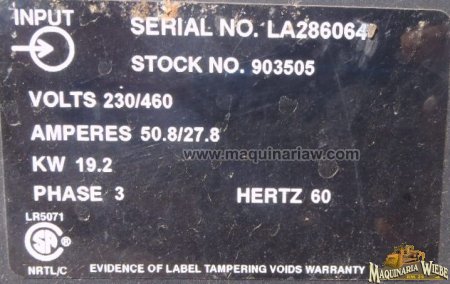 INPUT
SERIAL NO. LA286064
STOCK NO. 903505
VOLTS 230/460
AMPERES 50.8/27.8
www.maquinarlaw.com
KW 19.2
PHASE 3 HERTZ 60
LR5071
NRTL/C
EVIDENCE OF LABEL TAMPERING VOIDS WARRANTY
MAQUINARIA WIEBE